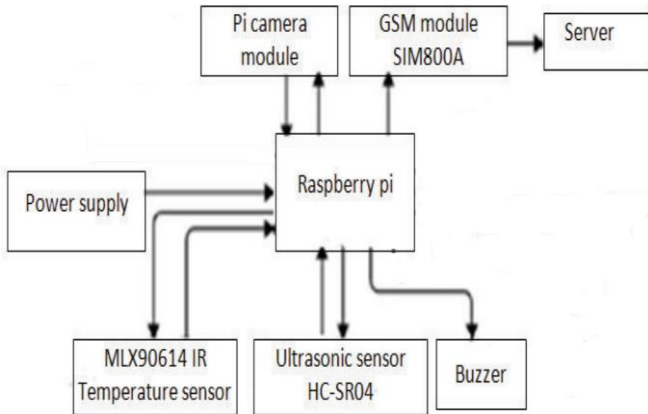 Pi camera
module
GSM module
SIM800A
Server
Raspberry pi
Power supply
MLX90614 IR
Temperature sensor
Ultrasonic sensor
HC-SR04
Buzzer